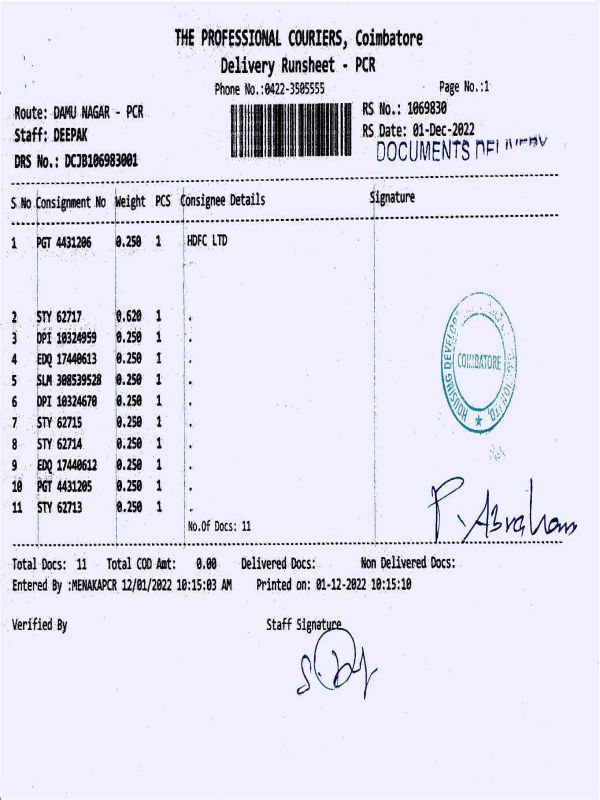 THE PROFESSIONAL COURIERS, Coimbatore
Delivery Runsheet - PCR
Phone No.:0422-3505555 Page No.:1
Route: DAMU NAGAR - PCR RS No.: 1069830
Staff: DEEPAK RS Date: 01-Dec-2022
DOCUMENTS DELIVERY
DRS No.: DCJB106983001
S No Consignment No Weight PCS Consignee Details Signature
1 PGT 4431206 0.250 1 HDFC LTD
2 STY 62717 0.620 1 .
3 DPI 10324959 0.250 1 .
4 EDQ 17440613 0.250 1 .
5 SLM 308539528 0.250 1 .
6 DPI 10324670 0.250 1 .
7 STY 62715 0.250 1 .
8 STY 62714 0.250 1 .
9 EDQ 17440612 0.250 1 .
10 PGT 4431205 0.250 1 .
11 STY 62713 0.250 1 .
HOUSING DEVELOP
COIMBATORE
No.Of Docs: 11
P. Abraham
Total Docs: 11 Total COD Amt: 0.00 Delivered Docs: Non Delivered Docs:
Entered By :MENAKAPCR 12/01/2022 10:15:03 AM Printed on: 01-12-2022 10:15:10
Verified By Staff Signature